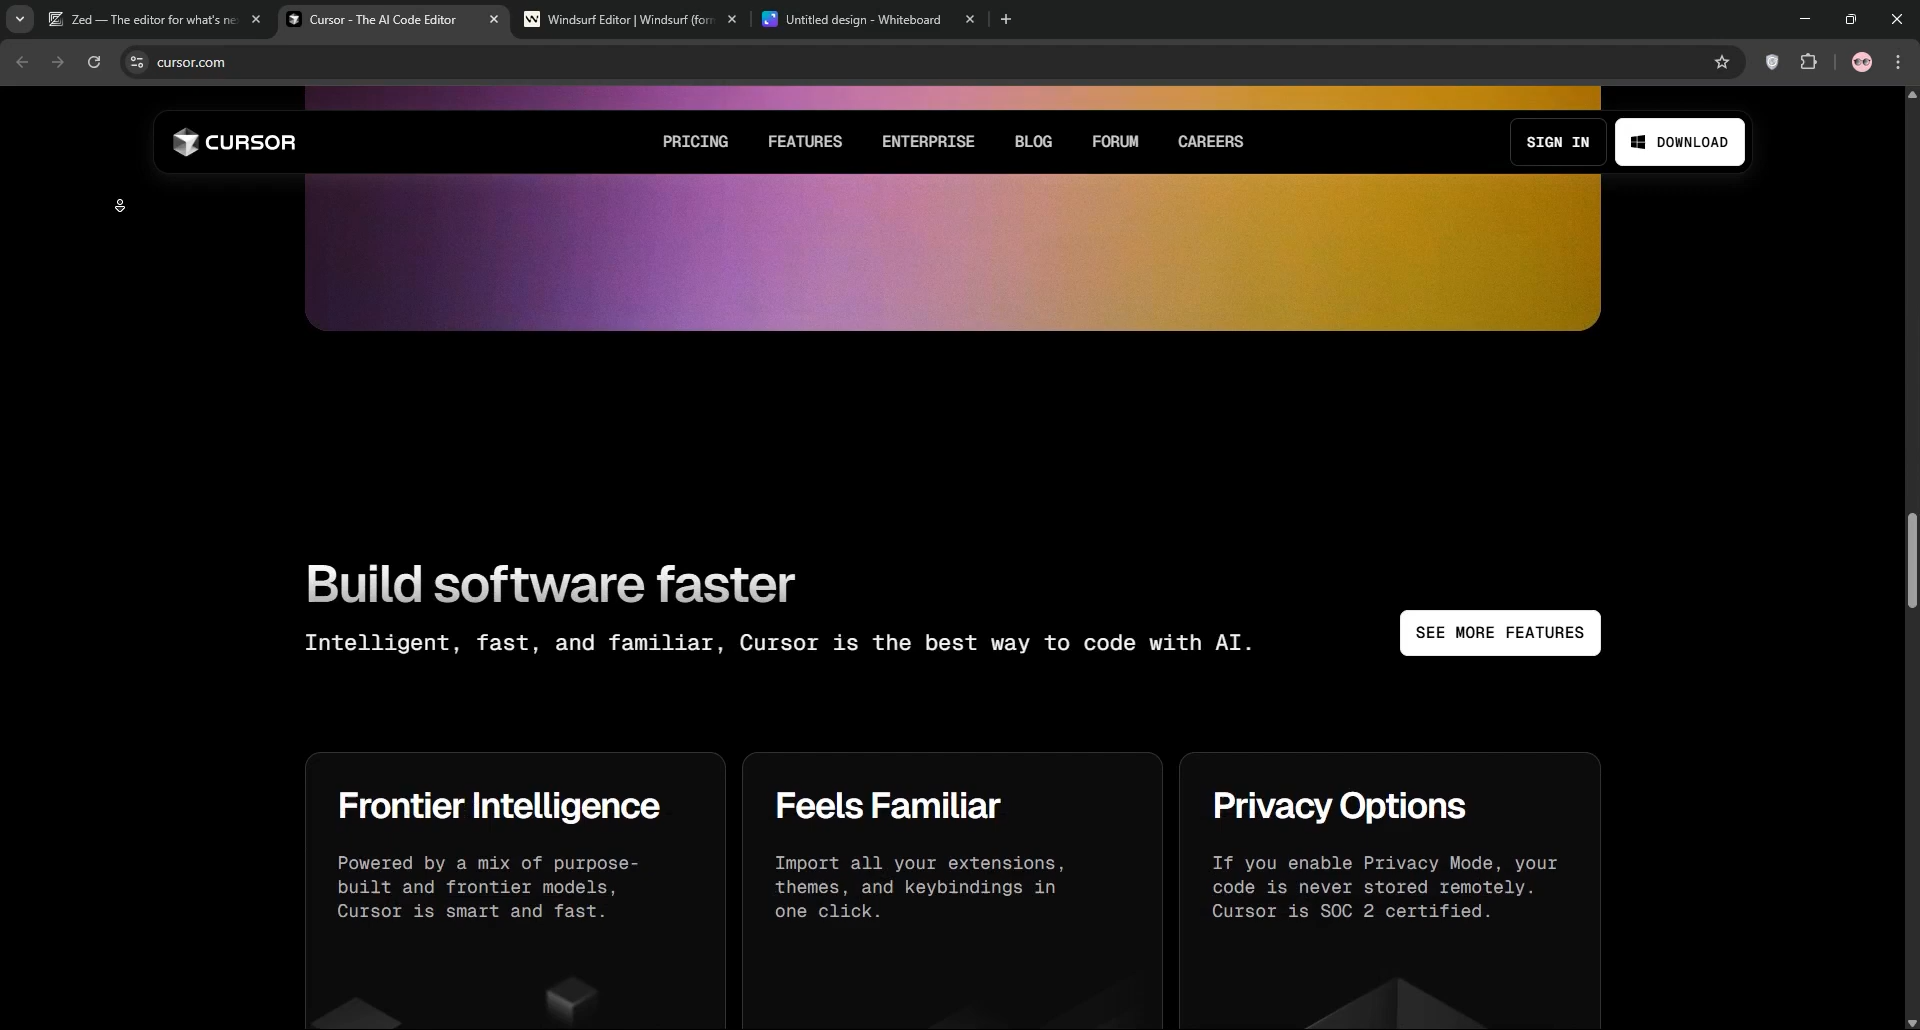 Zed — The editor for what's ne
Cursor - The AI Code Editor
Windsurf Editor | Windsurf (for
Untitled design - Whiteboard
cursor.com
CURSOR
PRICING
FEATURES
ENTERPRISE
BLOG
FORUM
CAREERS
SIGN IN
DOWNLOAD
Build software faster
Intelligent, fast, and familiar, Cursor is the best way to code with AI.
SEE MORE FEATURES
Frontier Intelligence
Powered by a mix of purpose-
built and frontier models,
Cursor is smart and fast.
Feels Familiar
Import all your extensions,
themes, and keybindings in
one click.
Privacy Options
If you enable Privacy Mode, your
code is never stored remotely.
Cursor is SOC 2 certified.